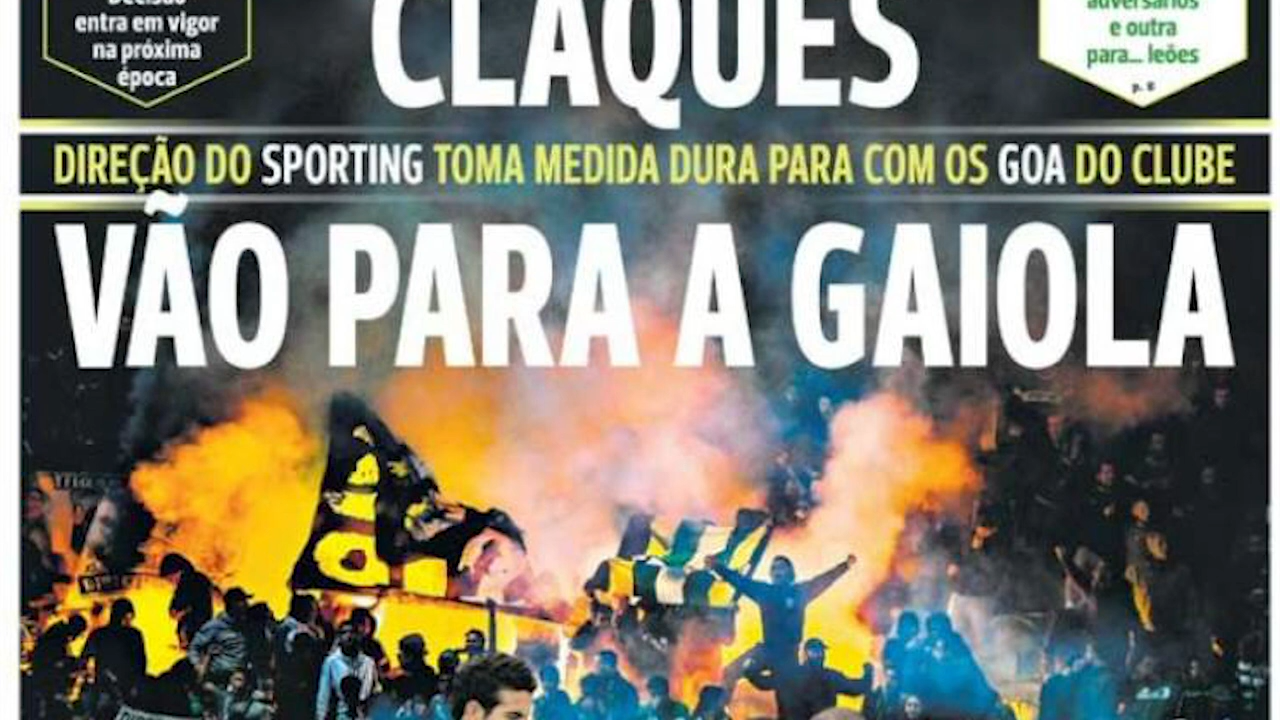 Decisão
entra em vigor
na próxima
época
CLAQUES
adversários
e outra
para... leões
p. 8
DIREÇÃO DO SPORTING TOMA MEDIDA DURA PARA COM OS GOA DO CLUBE
VÃO PARA A GAIOLA